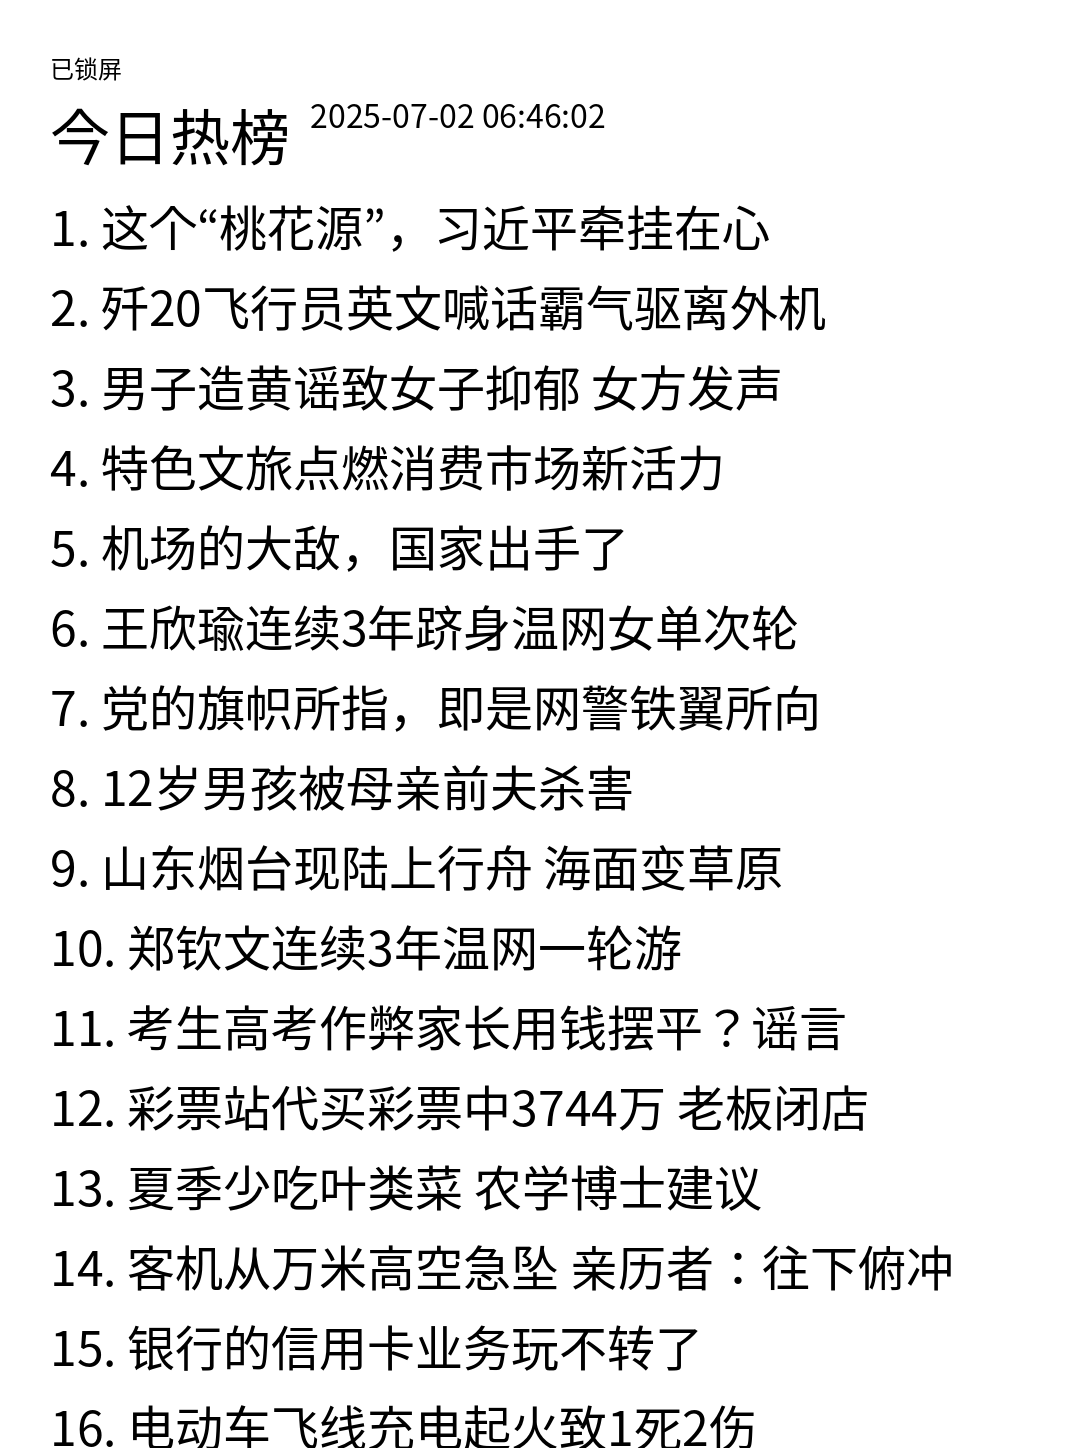 已锁屏
今日热榜 2025-07-02 06:46:02
1. 这个“桃花源”，习近平牵挂在心
2. 歼20飞行员英文喊话霸气驱离外机
3. 男子造黄谣致女子抑郁 女方发声
4. 特色文旅点燃消费市场新活力
5. 机场的大敌，国家出手了
6. 王欣瑜连续3年跻身温网女单次轮
7. 党的旗帜所指，即是网警铁翼所向
8. 12岁男孩被母亲前夫杀害
9. 山东烟台现陆上行舟 海面变草原
10. 郑钦文连续3年温网一轮游
11. 考生高考作弊家长用钱摆平？谣言
12. 彩票站代买彩票中3744万 老板闭店
13. 夏季少吃叶类菜 农学博士建议
14. 客机从万米高空急坠 亲历者：往下俯冲
15. 银行的信用卡业务玩不转了
16. 电动车飞线充电起火致1死2伤